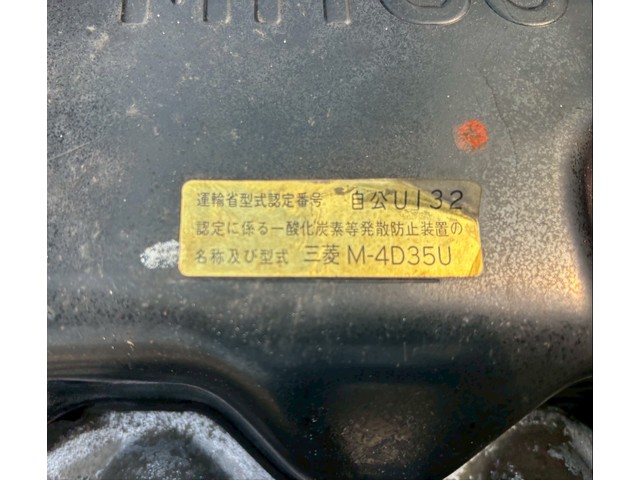 運輸省型式認定番号 自公U132
認定に係る一酸化炭素等発散防止装置の
名称及び型式 三菱 M-4D35U